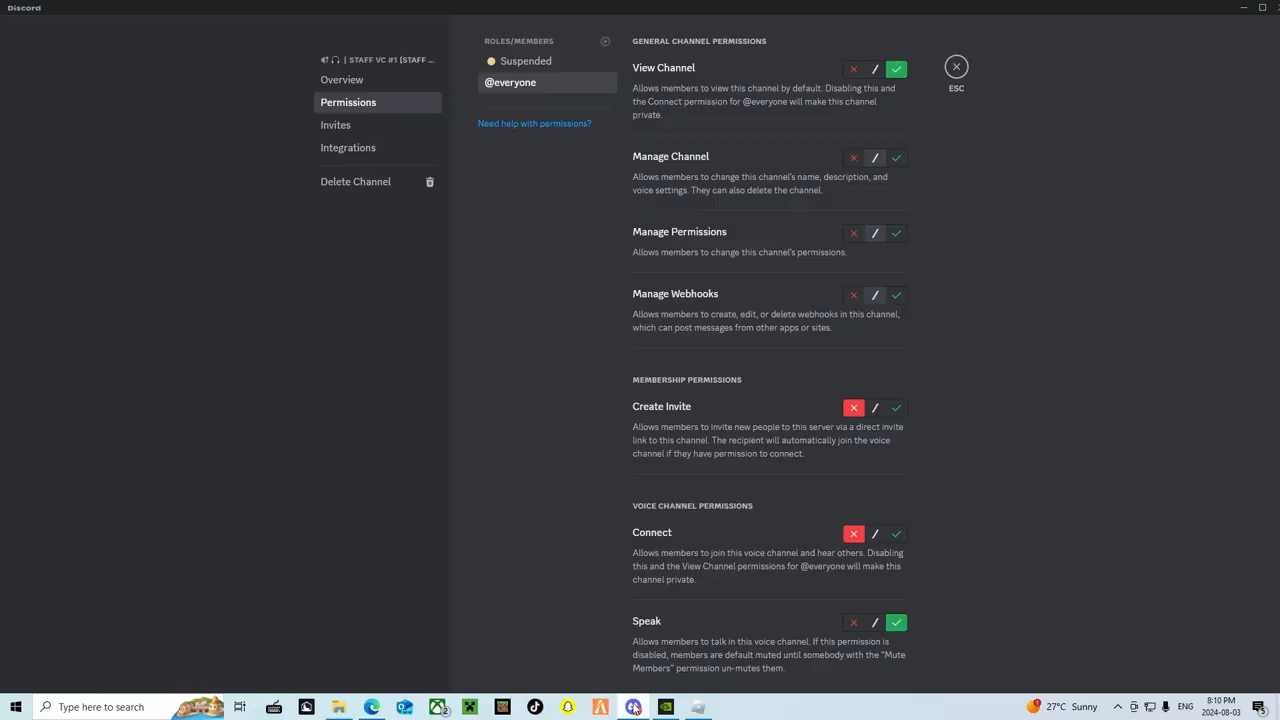 Discord
| STAFF VC #1 [STAFF ...
Overview
Permissions
Invites
Integrations
Delete Channel
ROLES/MEMBERS
Suspended
@everyone
Need help with permissions?
GENERAL CHANNEL PERMISSIONS
View Channel
Allows members to view this channel by default. Disabling this and
the Connect permission for @everyone will make this channel
private.
Manage Channel
Allows members to change this channel's name, description, and
voice settings. They can also delete the channel.
Manage Permissions
Allows members to change this channel's permissions.
Manage Webhooks
Allows members to create, edit, or delete webhooks in this channel,
which can post messages from other apps or sites.
MEMBERSHIP PERMISSIONS
Create Invite
Allows members to invite new people to this server via a direct invite
link to this channel. The recipient will automatically join the voice
channel if they have permission to connect.
VOICE CHANNEL PERMISSIONS
Connect
Allows members to join this voice channel and hear others. Disabling
this and the View Channel permissions for @everyone will make this
channel private.
Speak
Allows members to talk in this voice channel. If this permission is
disabled, members are default muted until somebody with the "Mute
Members" permission un-mutes them.
ESC
Type here to search
2
27°C Sunny
ENG
8:10 PM
2024-08-03